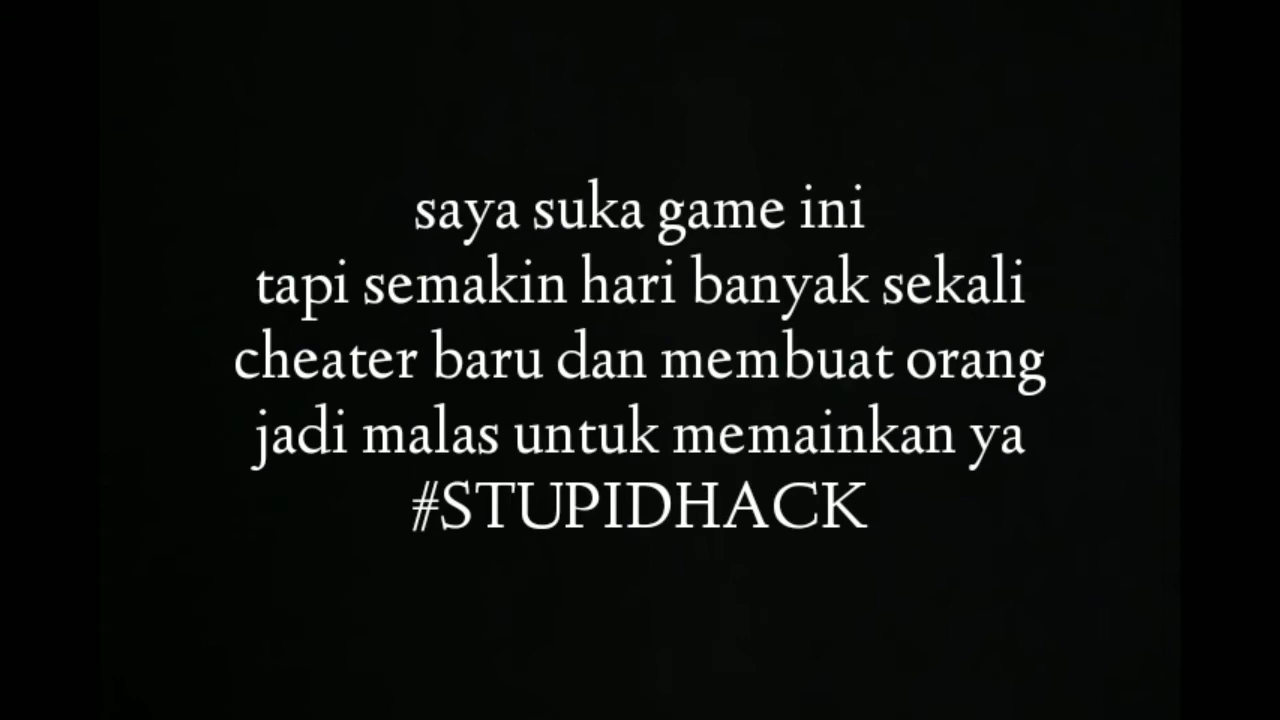 saya suka game ini
tapi semakin hari banyak sekali
cheater baru dan membuat orang
jadi malas untuk memainkan ya
#STUPIDHACK